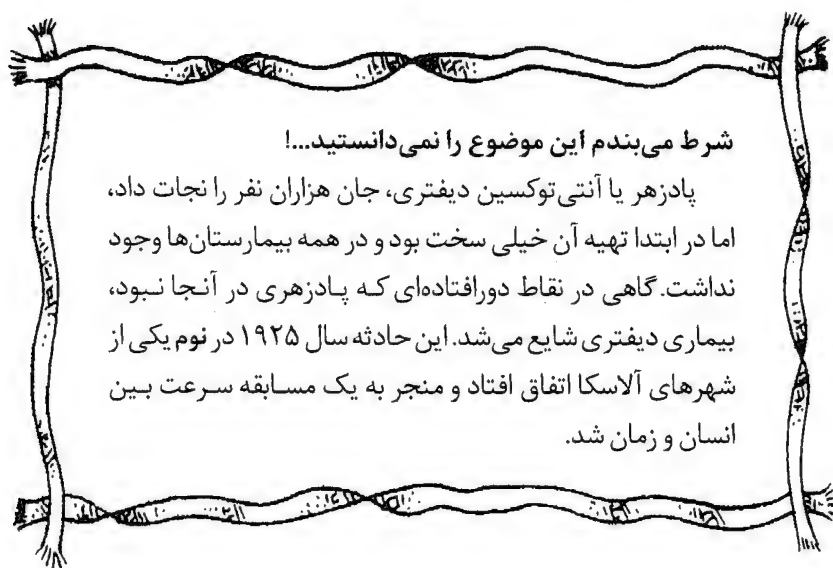 شرط می‌بندم این موضوع را نمی‌دانستید...!
پادزهر یا آنتی‌توکسین دیفتری، جان هزاران نفر را نجات داد،
اما در ابتدا تهیه آن خیلی سخت بود و در همه بیمارستان‌ها وجود
نداشت. گاهی در نقاط دورافتاده‌ای که پادزهری در آنجا نبود،
بیماری دیفتری شایع می‌شد. این حادثه سال ۱۹۲۵ در نوم یکی از
شهرهای آلاسکا اتفاق افتاد و منجر به یک مسابقه سرعت بین
انسان و زمان شد.